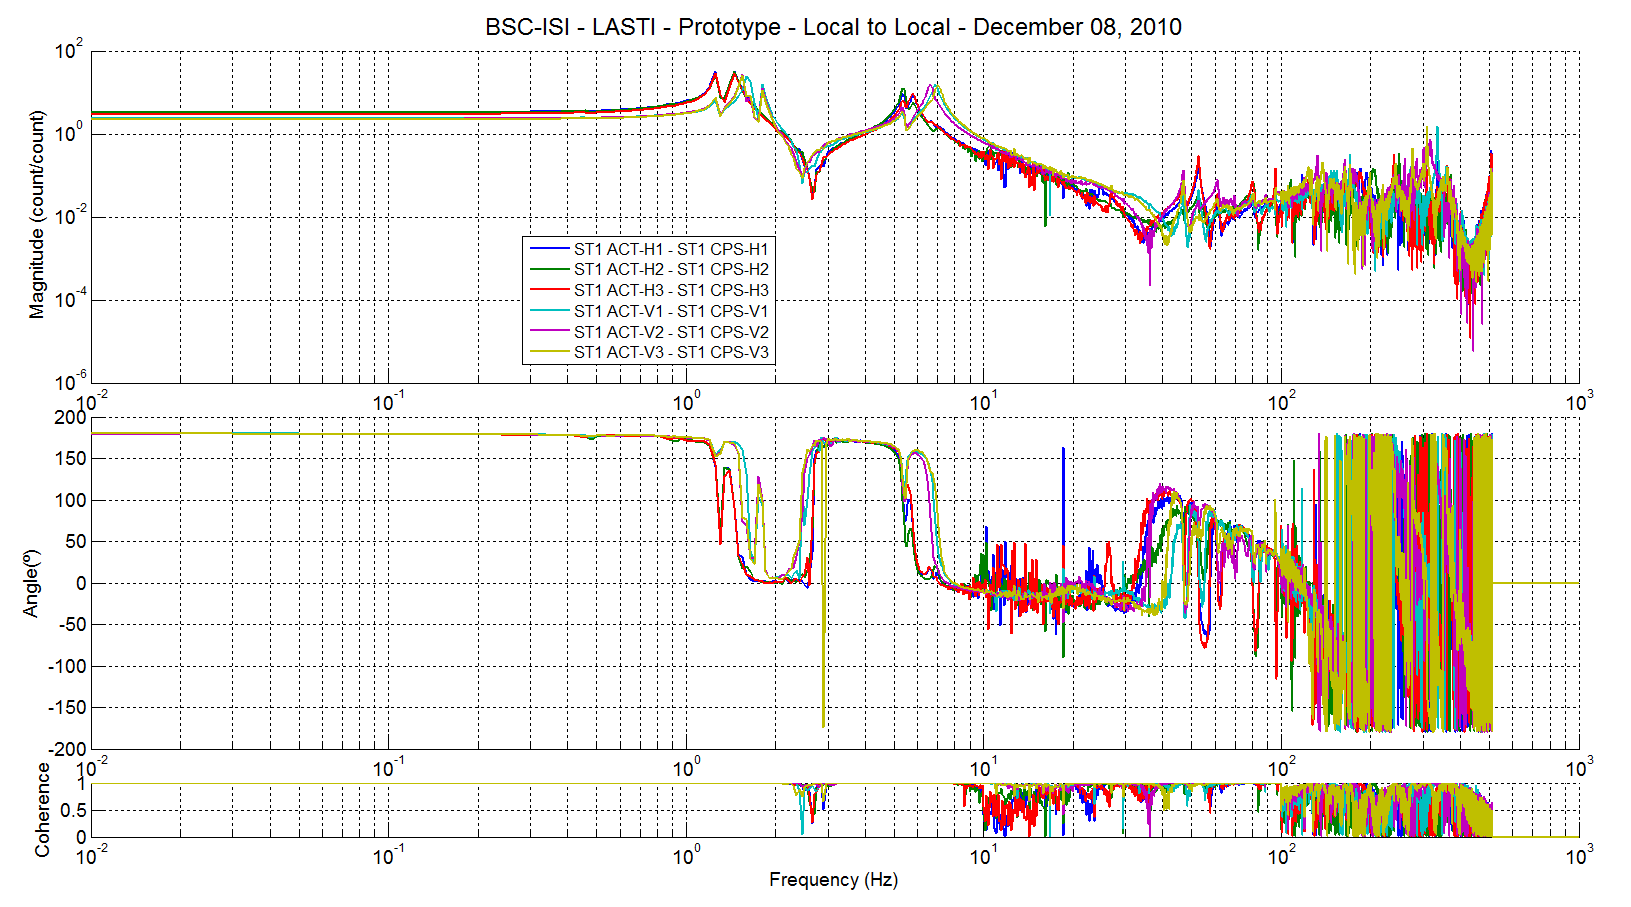 BSC-ISI - LASTI - Prototype - Local to Local - December 08, 2010
Magnitude (count/count)
10^2
10^0
10^-2
10^-4
10^-6
ST1 ACT-H1 - ST1 CPS-H1
ST1 ACT-H2 - ST1 CPS-H2
ST1 ACT-H3 - ST1 CPS-H3
ST1 ACT-V1 - ST1 CPS-V1
ST1 ACT-V2 - ST1 CPS-V2
ST1 ACT-V3 - ST1 CPS-V3
10^-2 10^-1 10^0 10^1 10^2 10^3
Angle(º)
200
150
100
50
0
-50
-100
-150
-200
10^-2 10^-1 10^0 10^1 10^2 10^3
Coherence
1
0.5
0
10^-2 10^-1 10^0 10^1 10^2 10^3
Frequency (Hz)